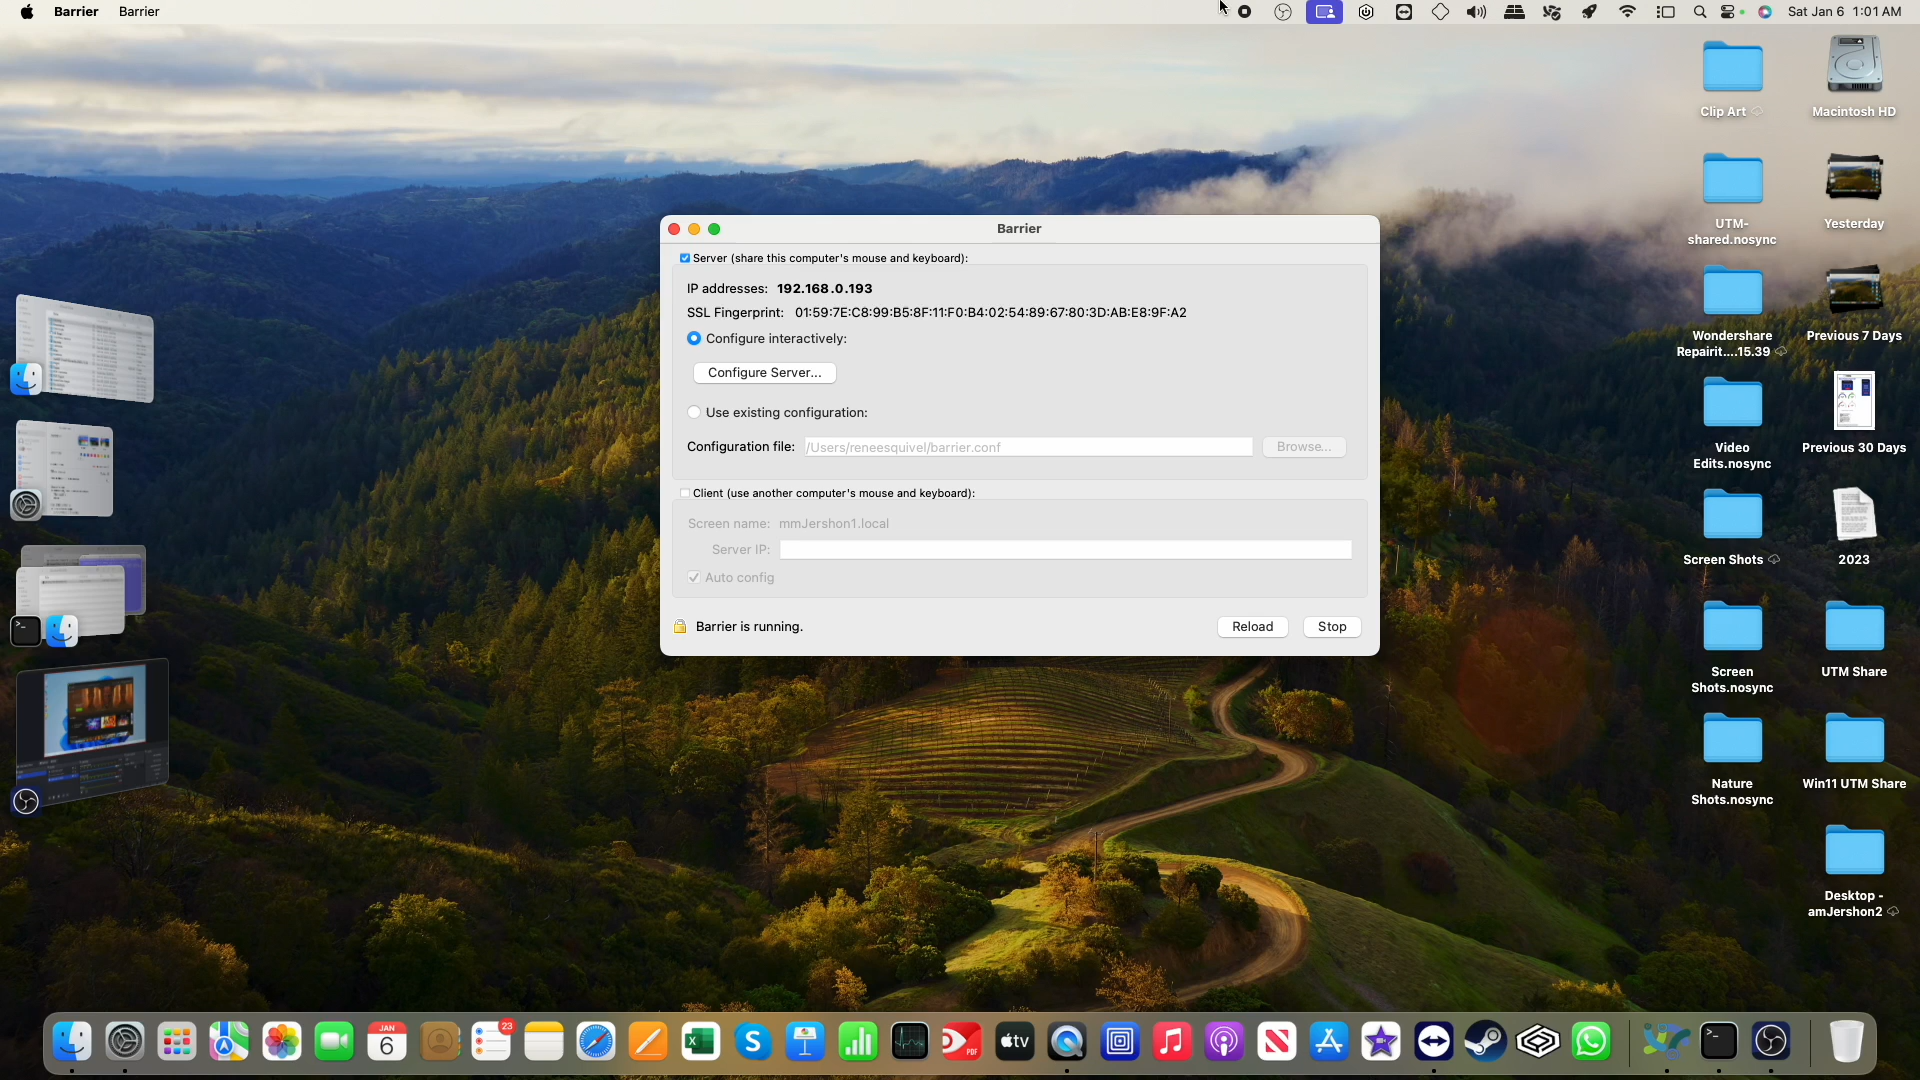 Barrier
Barrier
Sat Jan 6 1:01 AM
Clip Art
Macintosh HD
UTM-
shared.nosync
Yesterday
Wondershare
Repairit....15.39
Previous 7 Days
Video
Edits.nosync
Previous 30 Days
Screen Shots
2023
Screen
Shots.nosync
UTM Share
Nature
Shots.nosync
Win11 UTM Share
Desktop -
amJershon2
Barrier
Server (share this computer's mouse and keyboard):
IP addresses: 192.168.0.193
SSL Fingerprint: 01:59:7E:C8:99:B5:8F:11:F0:B4:02:54:89:67:80:3D:AB:E8:9F:A2
Configure interactively:
Configure Server...
Use existing configuration:
Configuration file: /Users/reneesquivel/barrier.conf Browse...
Client (use another computer's mouse and keyboard):
Screen name: mmJershon1.local
Server IP:
Auto config
Barrier is running.
Reload
Stop
JAN
6
23
tv
PDF